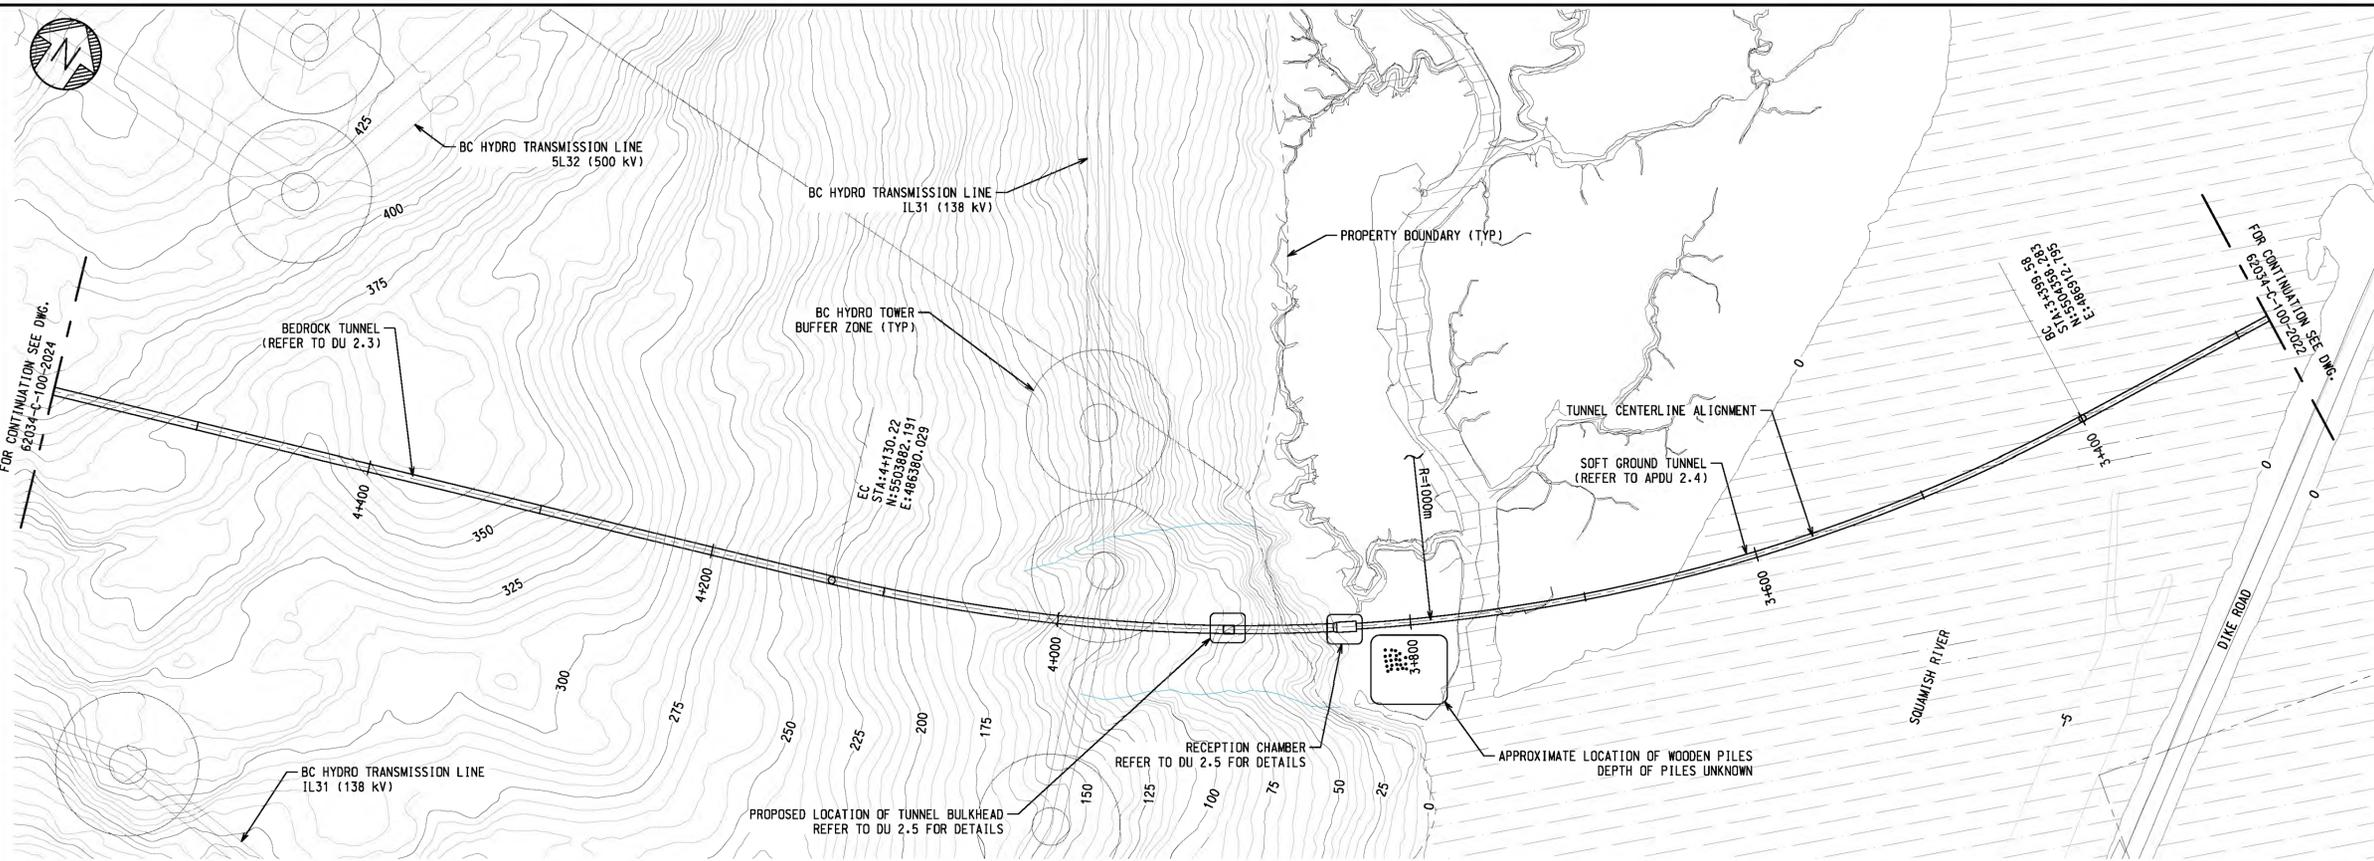 N
425
BC HYDRO TRANSMISSION LINE
5L32 (500 kV)
400
BC HYDRO TRANSMISSION LINE
IL31 (138 kV)
PROPERTY BOUNDARY (TYP)
FOR CONTINUATION SEE DWG.
62034-C-100-2024
375
BEDROCK TUNNEL
(REFER TO DU 2.3)
BC HYDRO TOWER
BUFFER ZONE (TYP)
BC
STA:3+399.58
N:5504358.283
E:486912.795
FOR CONTINUATION SEE DWG.
62034-C-100-2022
0
TUNNEL CENTERLINE ALIGNMENT
SOFT GROUND TUNNEL
(REFER TO APDU 2.4)
EC
STA:4+130.22
N:5503882.191
E:486380.029
R=1000m
3+400
0
0
4+400
350
325
4+200
3+600
4+000
3+800
DIKE ROAD
SQUAMISH RIVER
300
275
250
225
200
175
-5
RECEPTION CHAMBER
REFER TO DU 2.5 FOR DETAILS
APPROXIMATE LOCATION OF WOODEN PILES
DEPTH OF PILES UNKNOWN
BC HYDRO TRANSMISSION LINE
IL31 (138 kV)
150
125
100
75
50
25
0
PROPOSED LOCATION OF TUNNEL BULKHEAD
REFER TO DU 2.5 FOR DETAILS